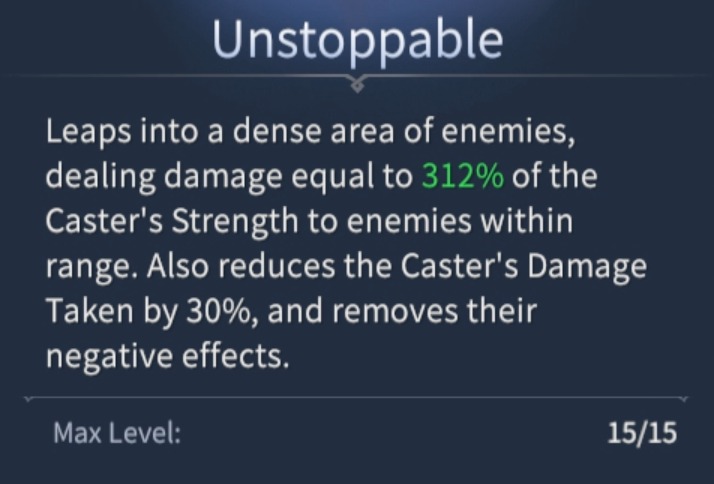 Unstoppable
Leaps into a dense area of enemies,
dealing damage equal to 312% of the
Caster's Strength to enemies within
range. Also reduces the Caster's Damage
Taken by 30%, and removes their
negative effects.
Max Level: 15/15